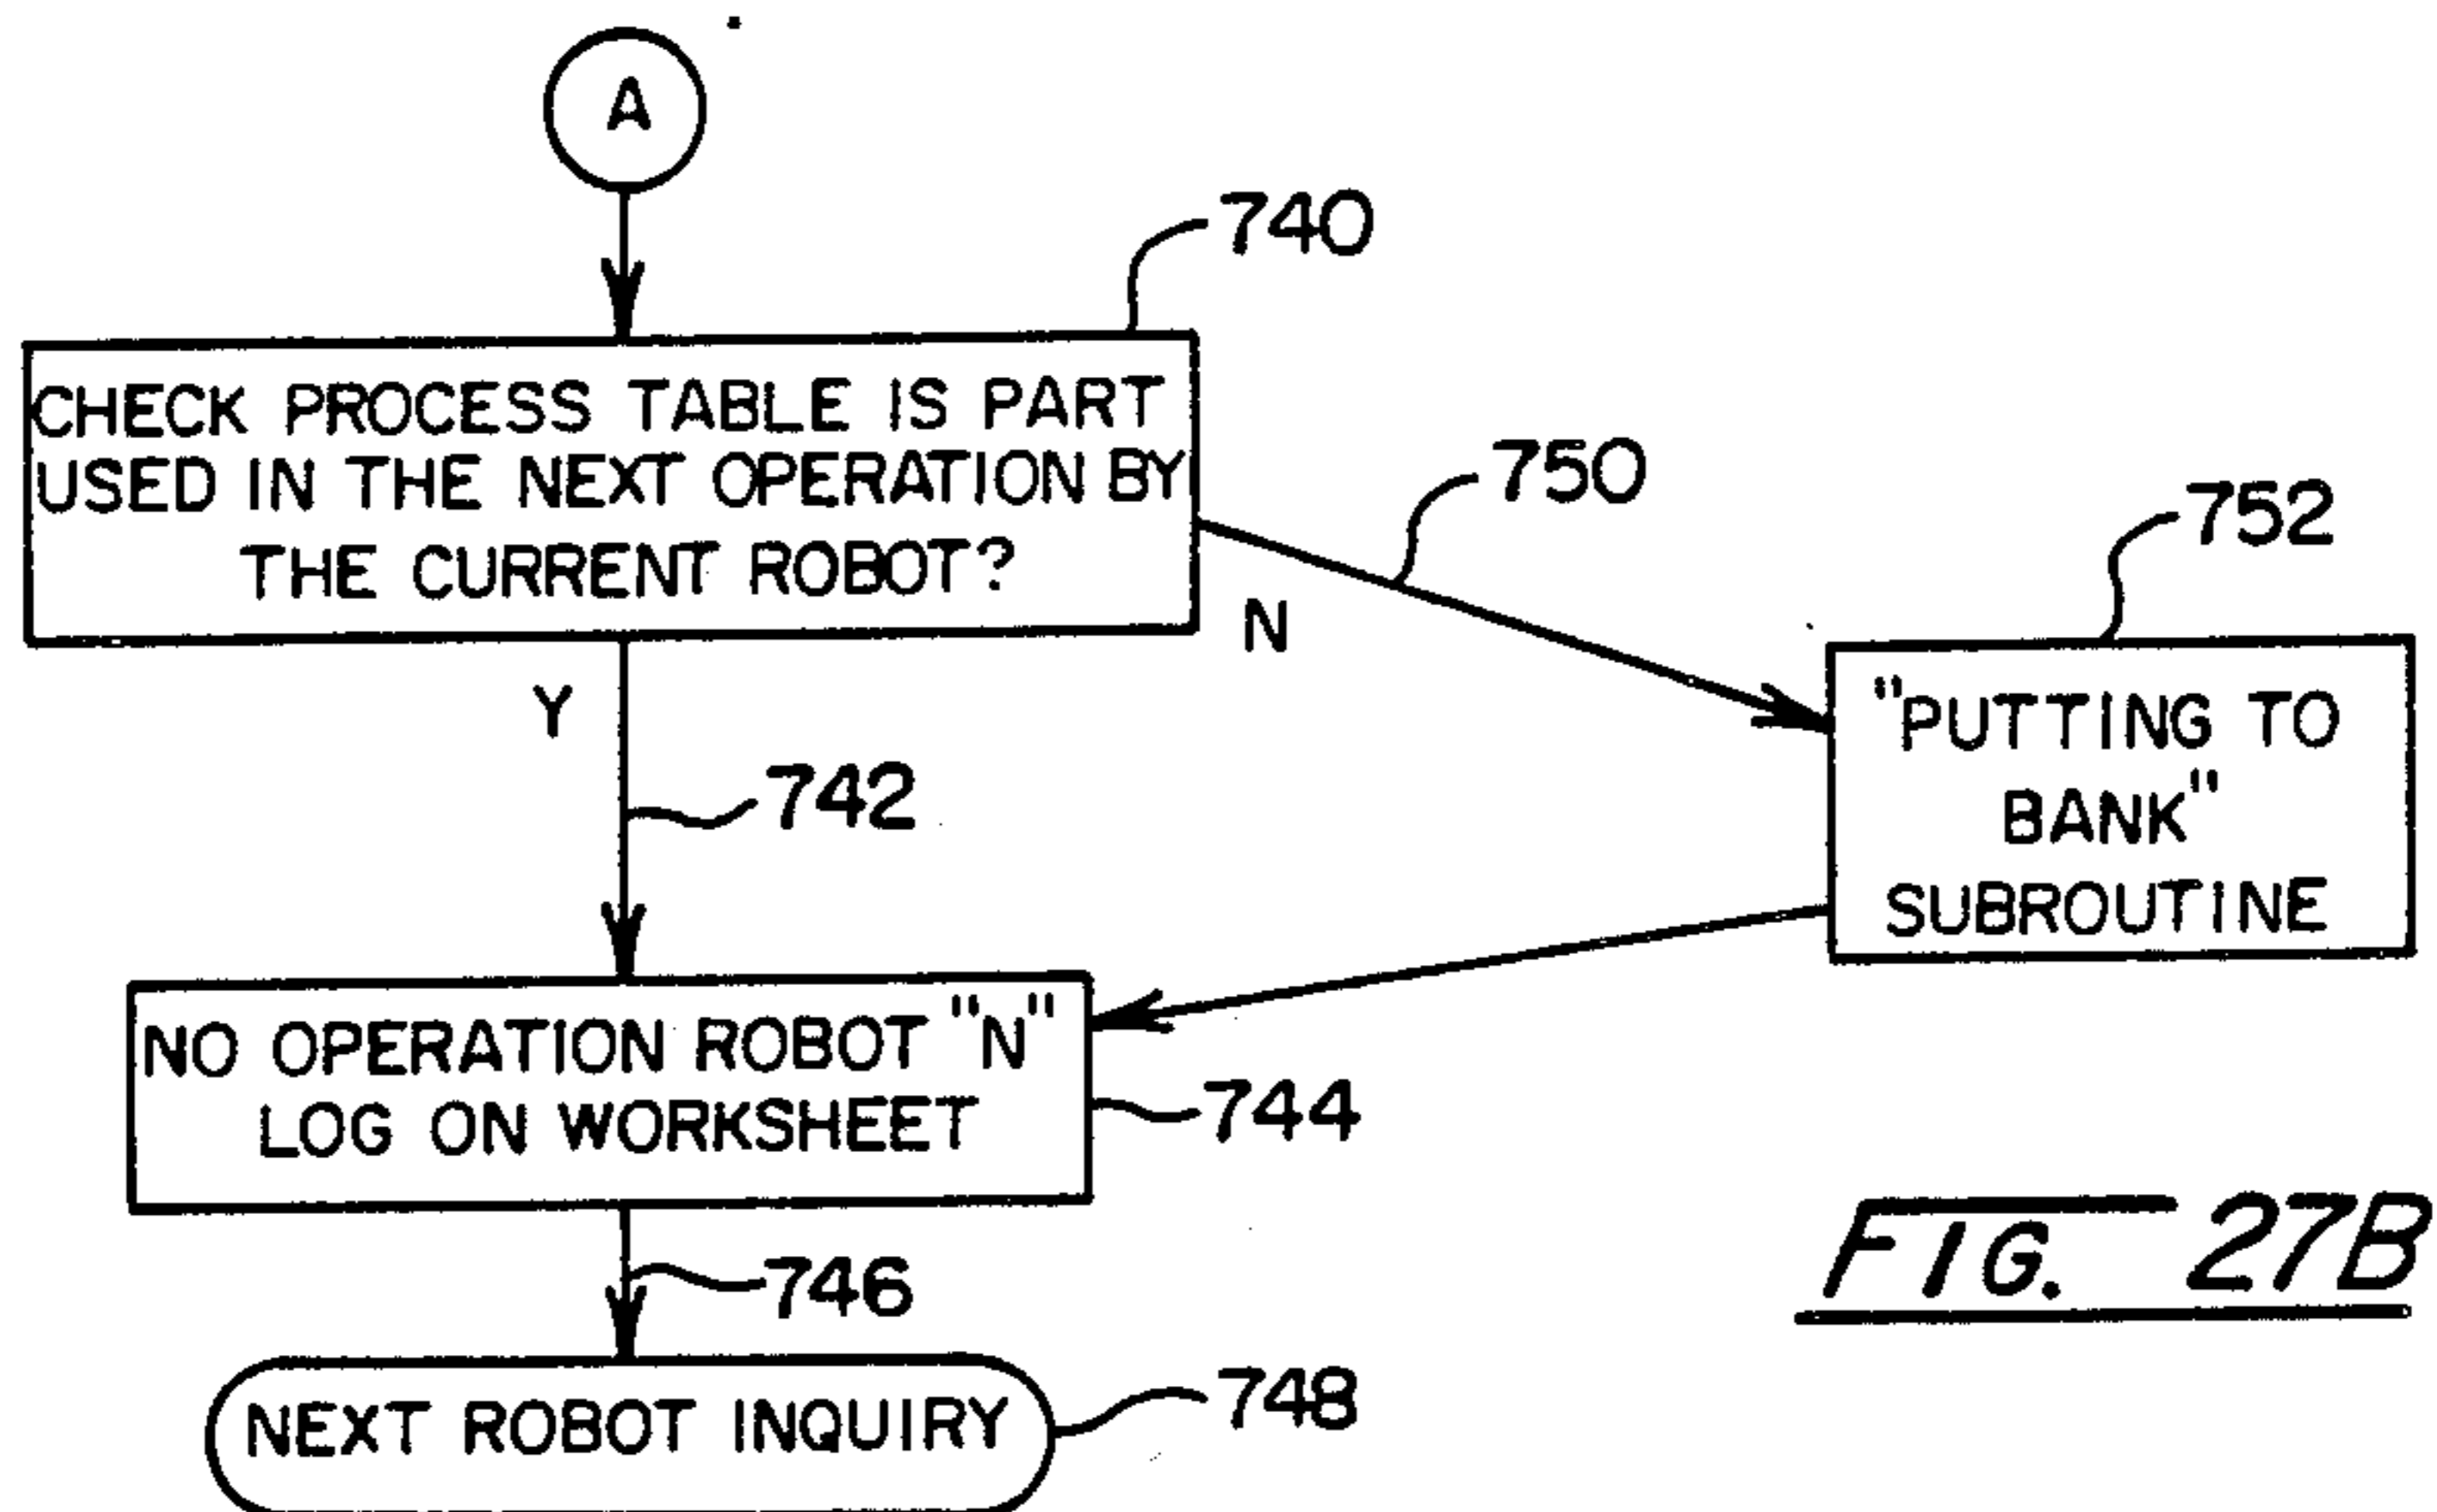 A
740
CHECK PROCESS TABLE IS PART
USED IN THE NEXT OPERATION BY
THE CURRENT ROBOT?
750
N
752
"PUTTING TO
BANK"
SUBROUTINE
Y
742
NO OPERATION ROBOT "N"
LOG ON WORKSHEET
744
746
NEXT ROBOT INQUIRY
748
FIG. 27B